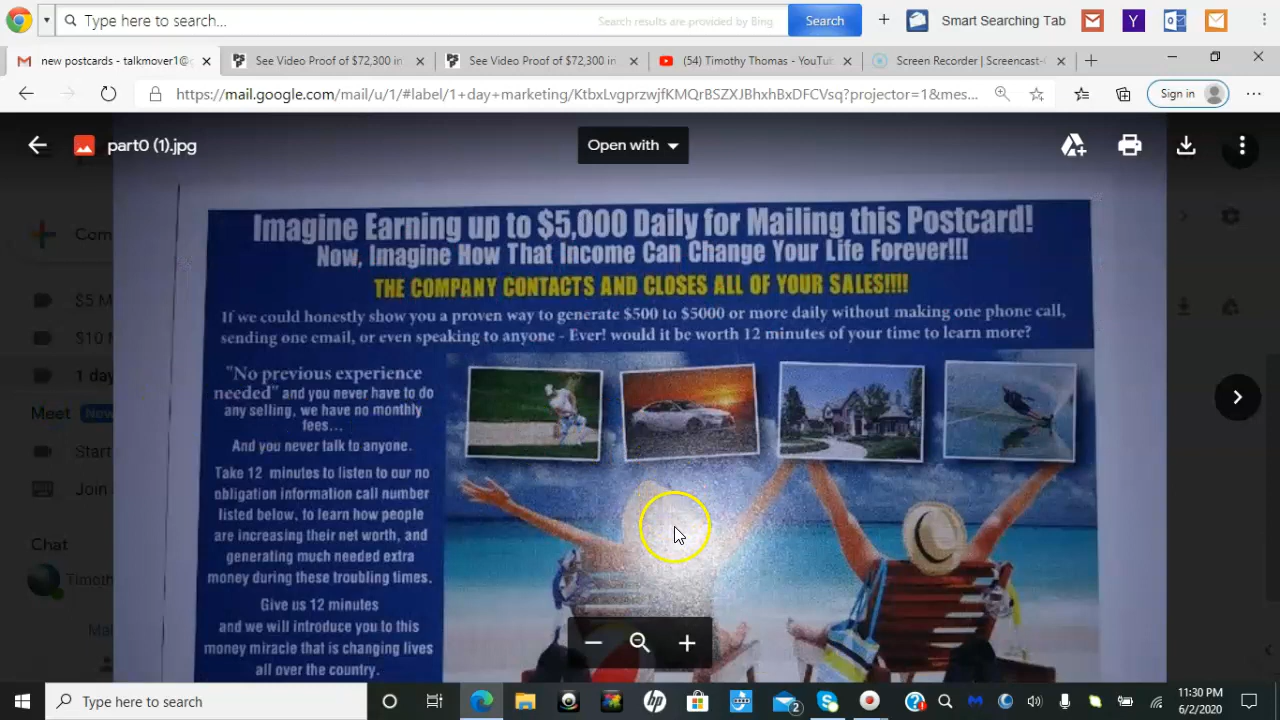 Type here to search...
Search results are provided by Bing
Search
Smart Searching Tab
new postcards - talkmover1@g
See Video Proof of $72,300 in
See Video Proof of $72,300 in
(54) Timothy Thomas - YouTu
Screen Recorder | Screencast-
https://mail.google.com/mail/u/1/#label/1+day+marketing/KtbxLvgprzwjfKMQrBSZXJBhxhBxDFCVsq?projector=1&mes...
Sign in
part0 (1).jpg
Open with
Com
$5 M
$10 M
1 day
Meet
Now
Start
Join
Chat
Timoth
Imagine Earning up to $5,000 Daily for Mailing this Postcard!
Now, Imagine How That Income Can Change Your Life Forever!!!
THE COMPANY CONTACTS AND CLOSES ALL OF YOUR SALES!!!!
If we could honestly show you a proven way to generate $500 to $5000 or more daily without making one phone call,
sending one email, or even speaking to anyone - Ever! would it be worth 12 minutes of your time to learn more?
"No previous experience
needed" and you never have to do
any selling, we have no monthly
fees...
And you never talk to anyone.
Take 12 minutes to listen to our no
obligation information call number
listed below, to learn how people
are increasing their net worth, and
generating much needed extra
money during these troubling times.
Give us 12 minutes
and we will introduce you to this
money miracle that is changing lives
all over the country.
Type here to search
2
11:30 PM
6/2/2020